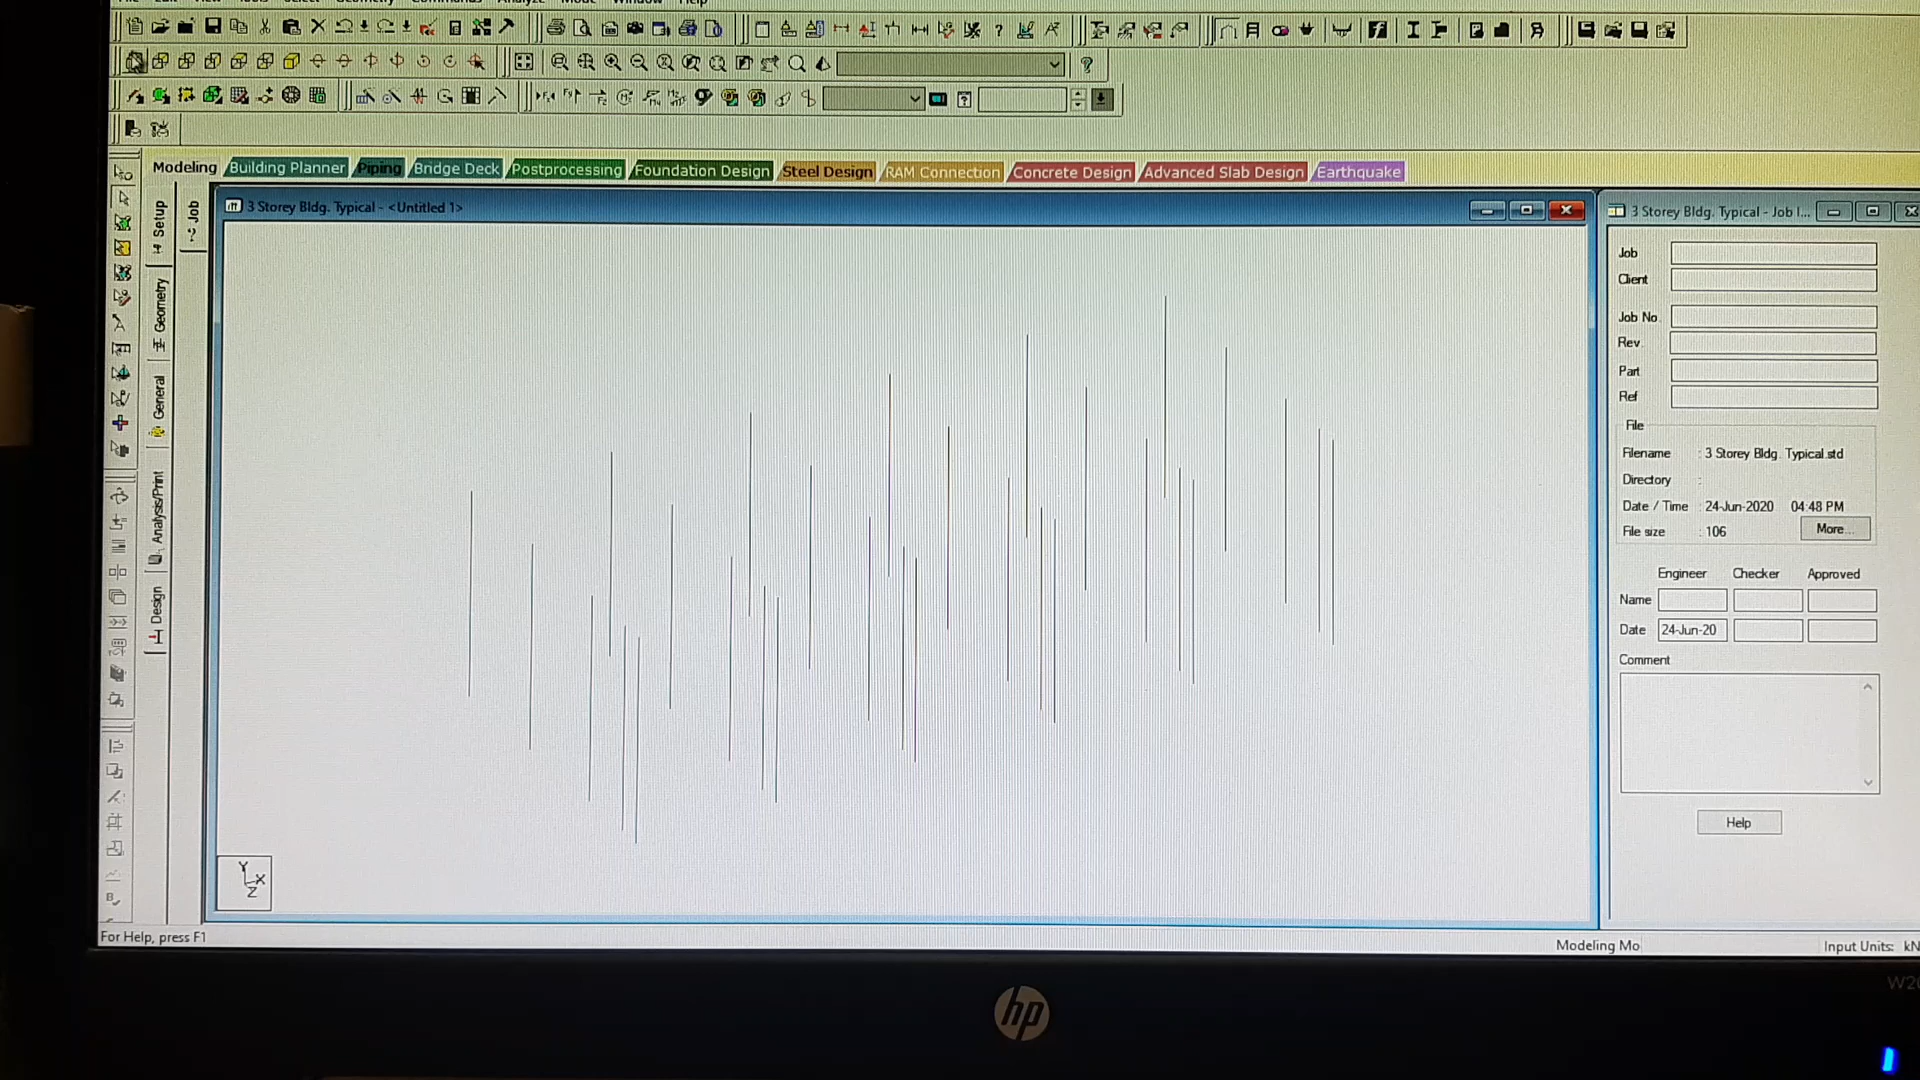 Modeling Building Planner Piping Bridge Deck Postprocessing Foundation Design Steel Design RAM Connection Concrete Design Advanced Slab Design Earthquake
Setup
Geometry
General
Analysis/Print
Design
Job
3 Storey Bldg. Typical - <Untitled 1>
Y
X
Z
3 Storey Bldg. Typical - Job I...
Job
Client
Job No.
Rev
Part
Ref
File
Filename : 3 Storey Bldg. Typical.std
Directory :
Date / Time : 24-Jun-2020 04:48 PM
File size : 106 More...
Engineer Checker Approved
Name
Date 24-Jun-20
Comment
Help
For Help, press F1
Modeling Mo
Input Units: kN
hp